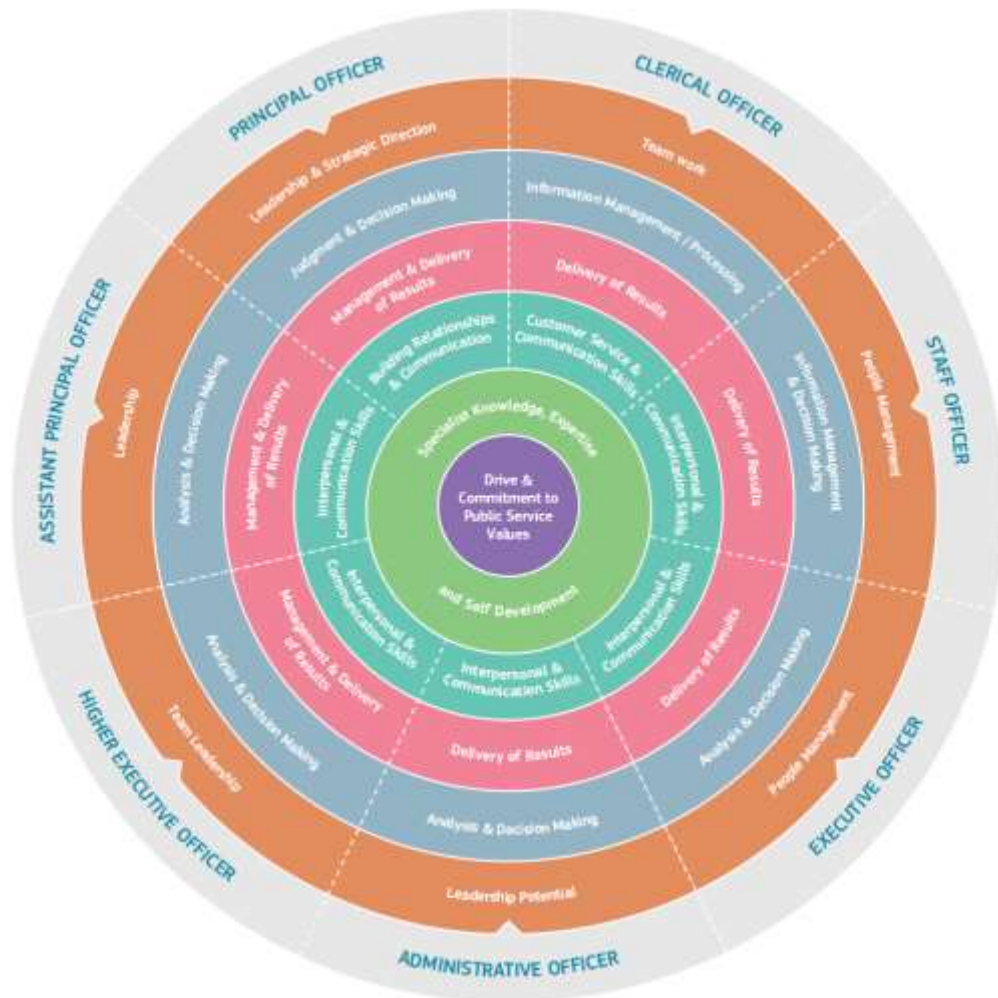 PRINCIPAL OFFICER
Leadership & Strategic Direction
Judgment & Decision Making
Management & Delivery
of Results
Building Relationships
& Communication
CLERICAL OFFICER
Team work
Information Management / Processing
Delivery of Results
Customer Service &
Communication Skills
STAFF OFFICER
People Management
Information Management
& Decision Making
Delivery of Results
Interpersonal &
Communication Skills
EXECUTIVE OFFICER
People Management
Analysis & Decision Making
Delivery of Results
Interpersonal &
Communication Skills
ADMINISTRATIVE OFFICER
Leadership Potential
Analysis & Decision Making
Delivery of Results
Interpersonal &
Communication Skills
HIGHER EXECUTIVE OFFICER
Team Leadership
Analysis & Decision Making
Management & Delivery
of Results
Interpersonal &
Communication Skills
ASSISTANT PRINCIPAL OFFICER
Leadership
Analysis & Decision Making
Management & Delivery
of Results
Interpersonal &
Communication Skills
Specialist Knowledge, Expertise
and Self Development
Drive &
Commitment to
Public Service
Values